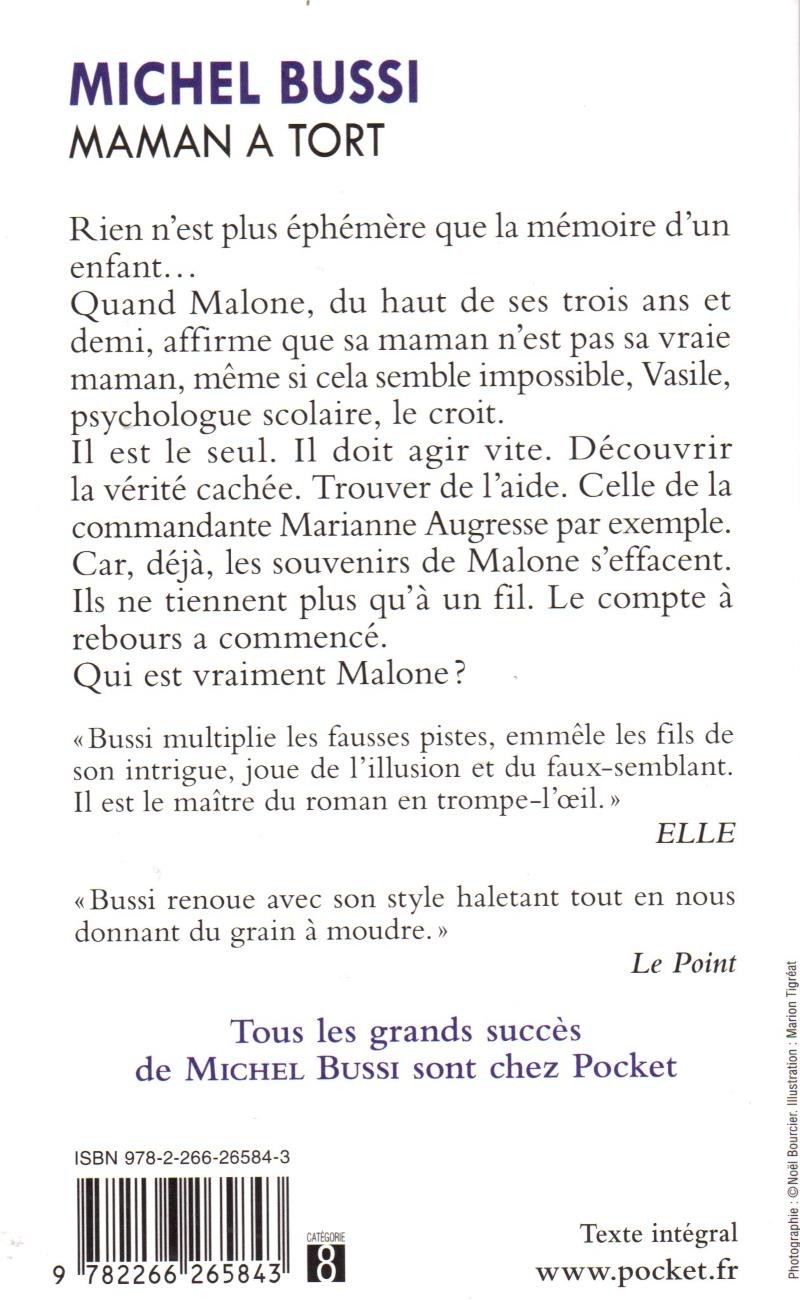 MICHEL BUSSI
MAMAN A TORT
Rien n'est plus éphémère que la mémoire d'un
enfant...
Quand Malone, du haut de ses trois ans et
demi, affirme que sa maman n'est pas sa vraie
maman, même si cela semble impossible, Vasile,
psychologue scolaire, le croit.
Il est le seul. Il doit agir vite. Découvrir
la vérité cachée. Trouver de l'aide. Celle de la
commandante Marianne Augresse par exemple.
Car, déjà, les souvenirs de Malone s'effacent.
Ils ne tiennent plus qu'à un fil. Le compte à
rebours a commencé.
Qui est vraiment Malone ?
« Bussi multiplie les fausses pistes, emmêle les fils de
son intrigue, joue de l'illusion et du faux-semblant.
Il est le maître du roman en trompe-l'œil. »
ELLE
« Bussi renoue avec son style haletant tout en nous
donnant du grain à moudre. »
Le Point
Tous les grands succès
de MICHEL BUSSI sont chez Pocket
ISBN 978-2-266-26584-3
9 782266 265843
CATÉGORIE
8
Texte intégral
www.pocket.fr
Photographie : © Noël Bourcier. Illustration : Marion Tigréat